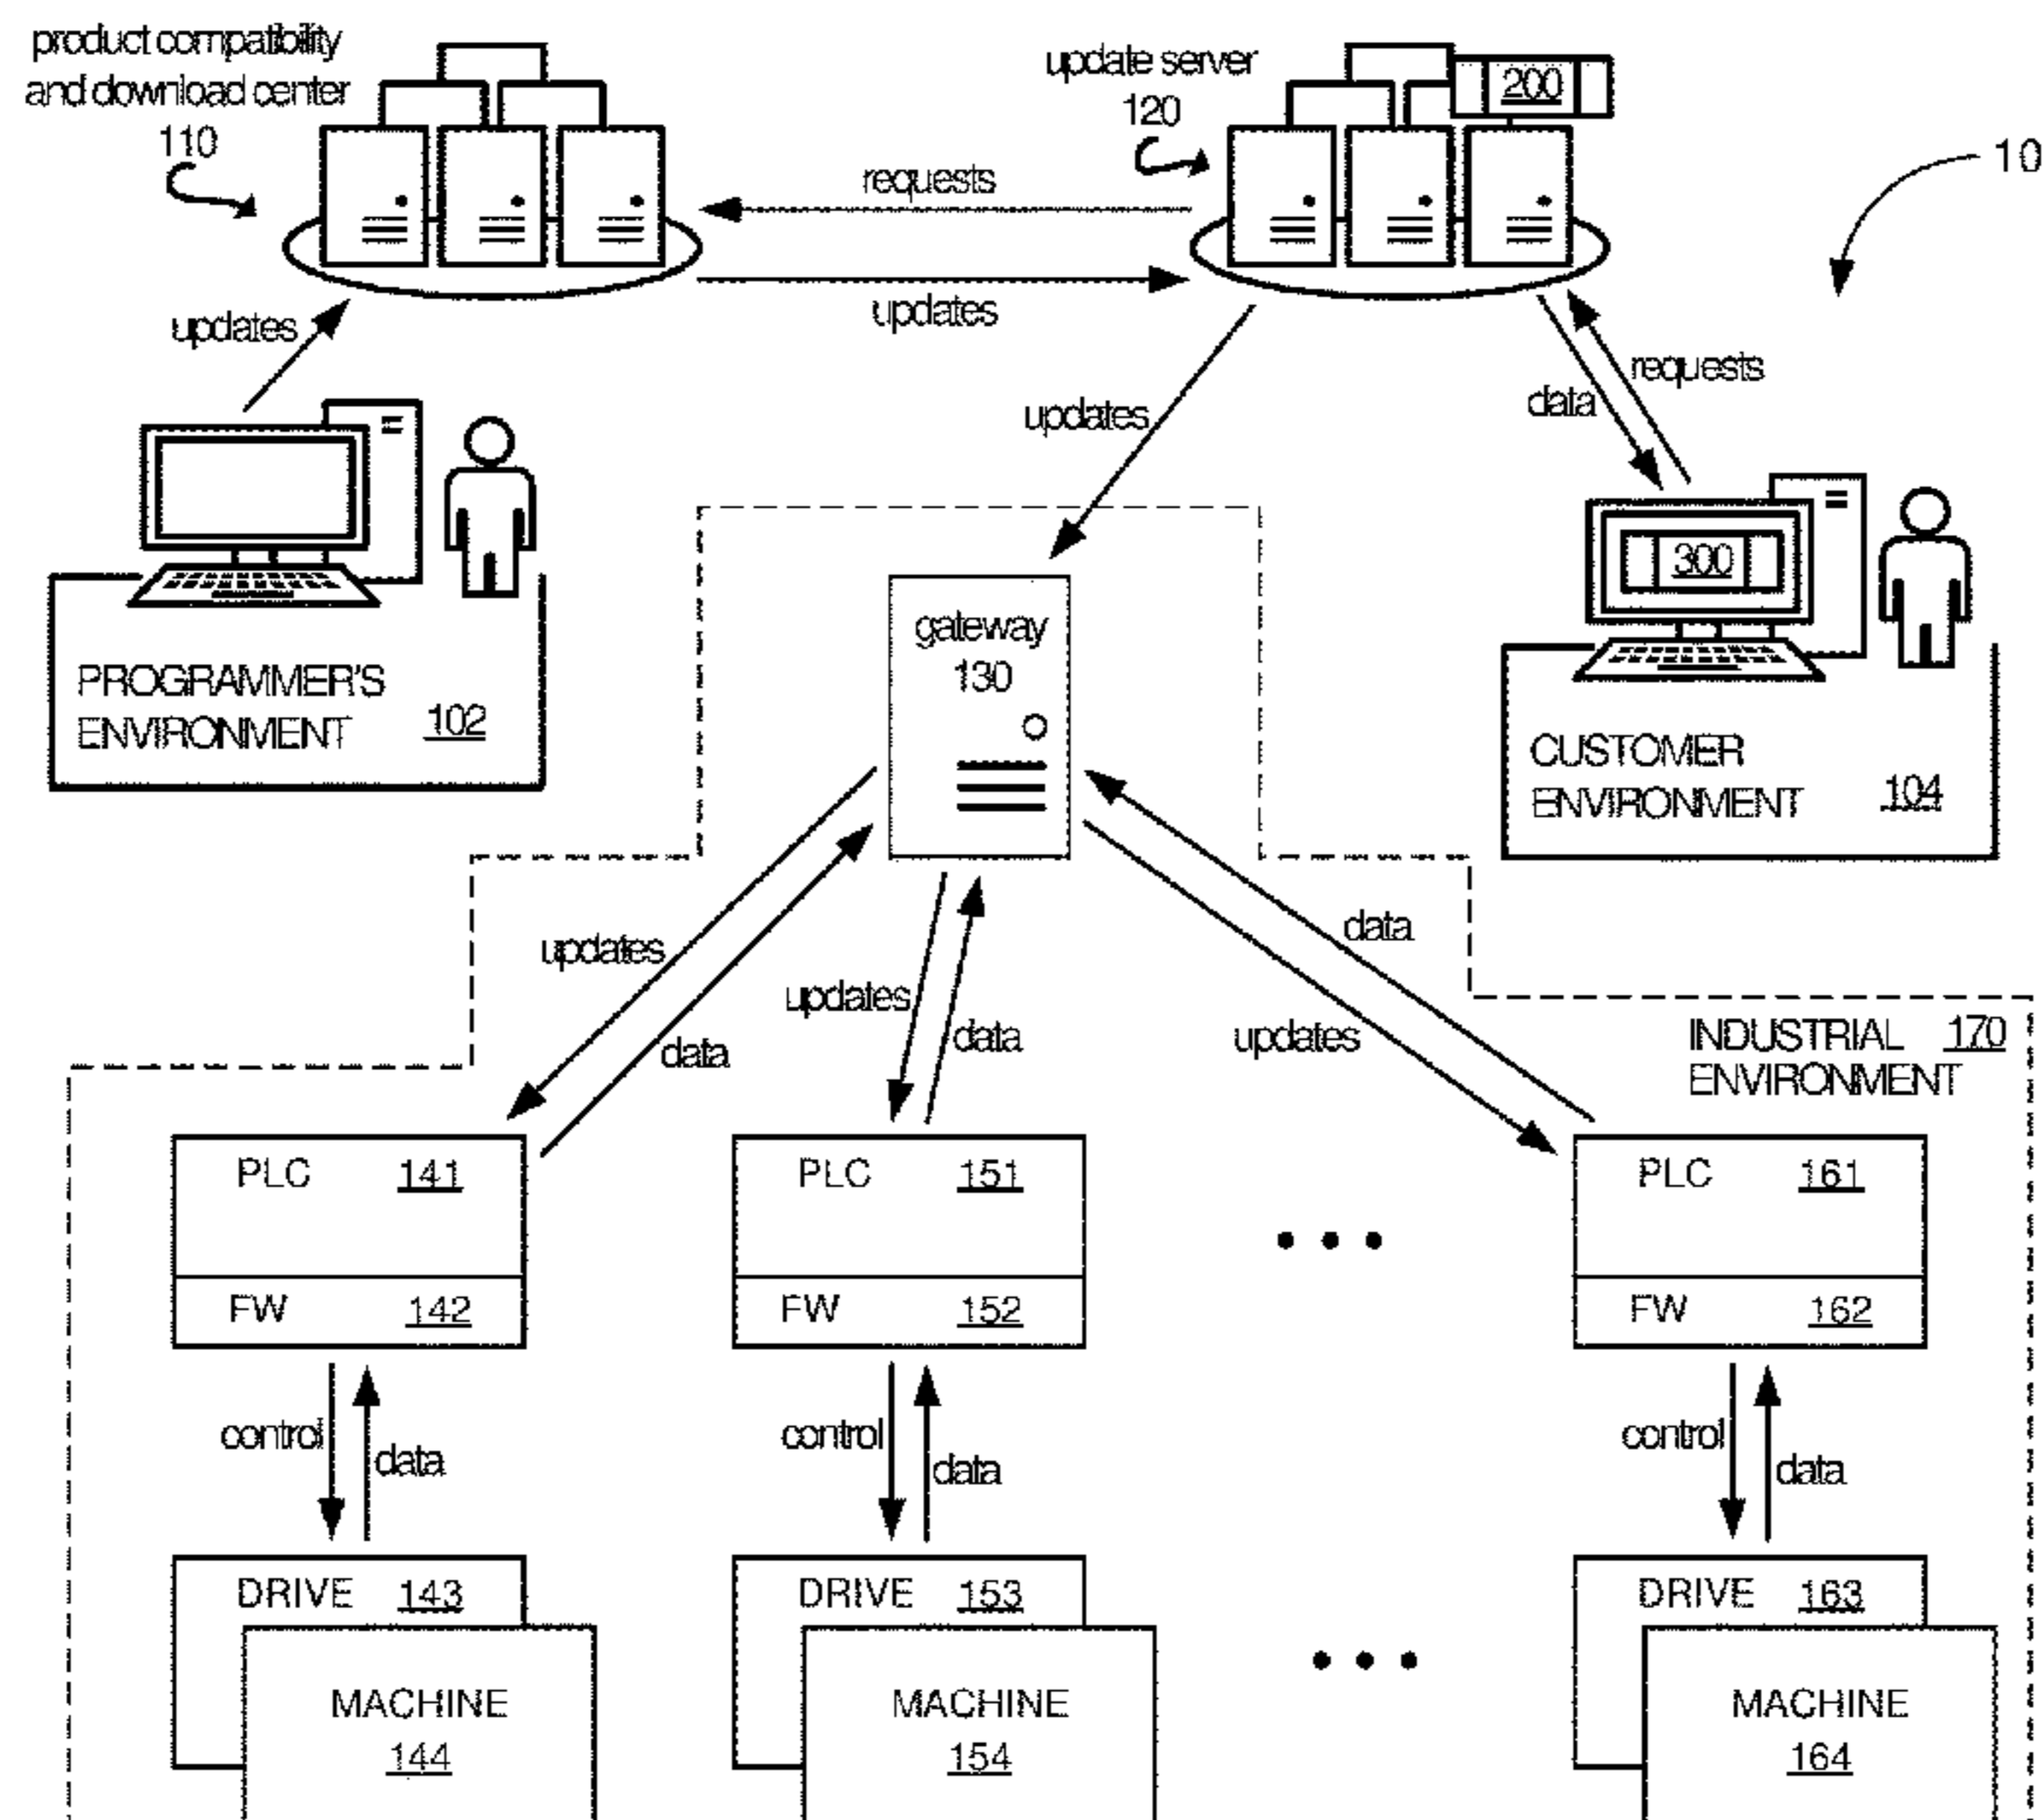 product compatibility
and download center
110
update server
120
200
10
requests
updates
updates
updates
requests
data
300
gateway
130
PROGRAMMER'S
ENVIRONMENT 102
CUSTOMER
ENVIRONMENT 104
updates
data
updates
data
data
updates
INDUSTRIAL 170
ENVIRONMENT
PLC 141
FW 142
PLC 151
FW 152
PLC 161
FW 162
control
data
control
data
control
data
DRIVE 143
MACHINE
144
DRIVE 153
MACHINE
154
DRIVE 163
MACHINE
164